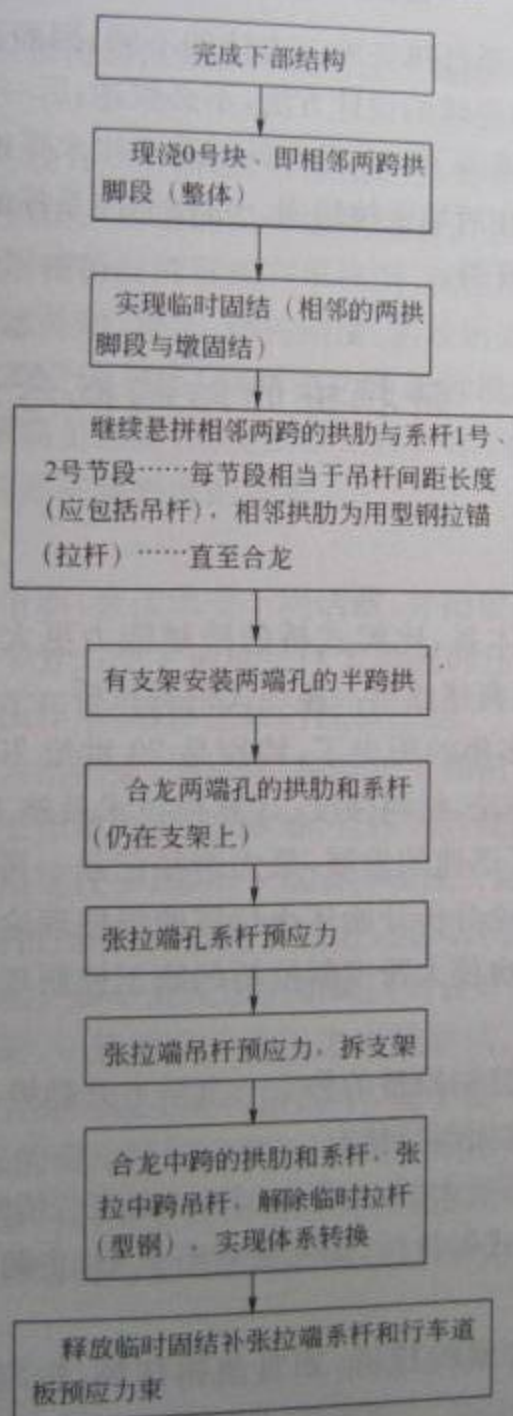 完成下部结构
现浇0号块、即相邻两跨拱
脚段（整体）
实现临时固结（相邻的两拱
脚段与墩固结）
继续悬拼相邻两跨的拱肋与系杆1号、
2号节段……每节段相当于吊杆间距长度
（应包括吊杆），相邻拱肋为用型钢拉锚
（拉杆）……直至合龙
有支架安装两端孔的半跨拱
合龙两端孔的拱肋和系杆
（仍在支架上）
张拉端孔系杆预应力
张拉端吊杆预应力，拆支架
合龙中跨的拱肋和系杆，张
拉中跨吊杆，解除临时拉杆
（型钢），实现体系转换
释放临时固结补张拉端系杆和行车道
板预应力束